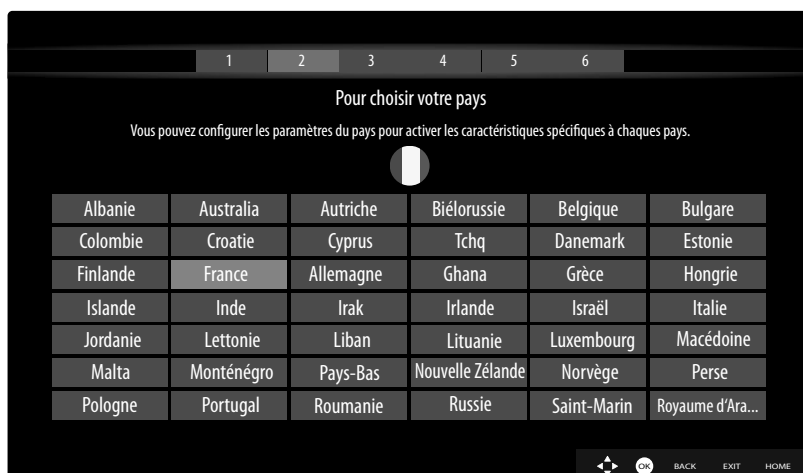 1 2 3 4 5 6
Pour choisir votre pays
Vous pouvez configurer les paramètres du pays pour activer les caractéristiques spécifiques à chaques pays.
Albanie Australia Autriche Biélorussie Belgique Bulgare
Colombie Croatie Cyprus Tchq Danemark Estonie
Finlande France Allemagne Ghana Grèce Hongrie
Islande Inde Irak Irlande Israël Italie
Jordanie Lettonie Liban Lituanie Luxembourg Macédoine
Malta Monténégro Pays-Bas Nouvelle Zélande Norvège Perse
Pologne Portugal Roumanie Russie Saint-Marin Royaume d‘Ara...
OK BACK EXIT HOME